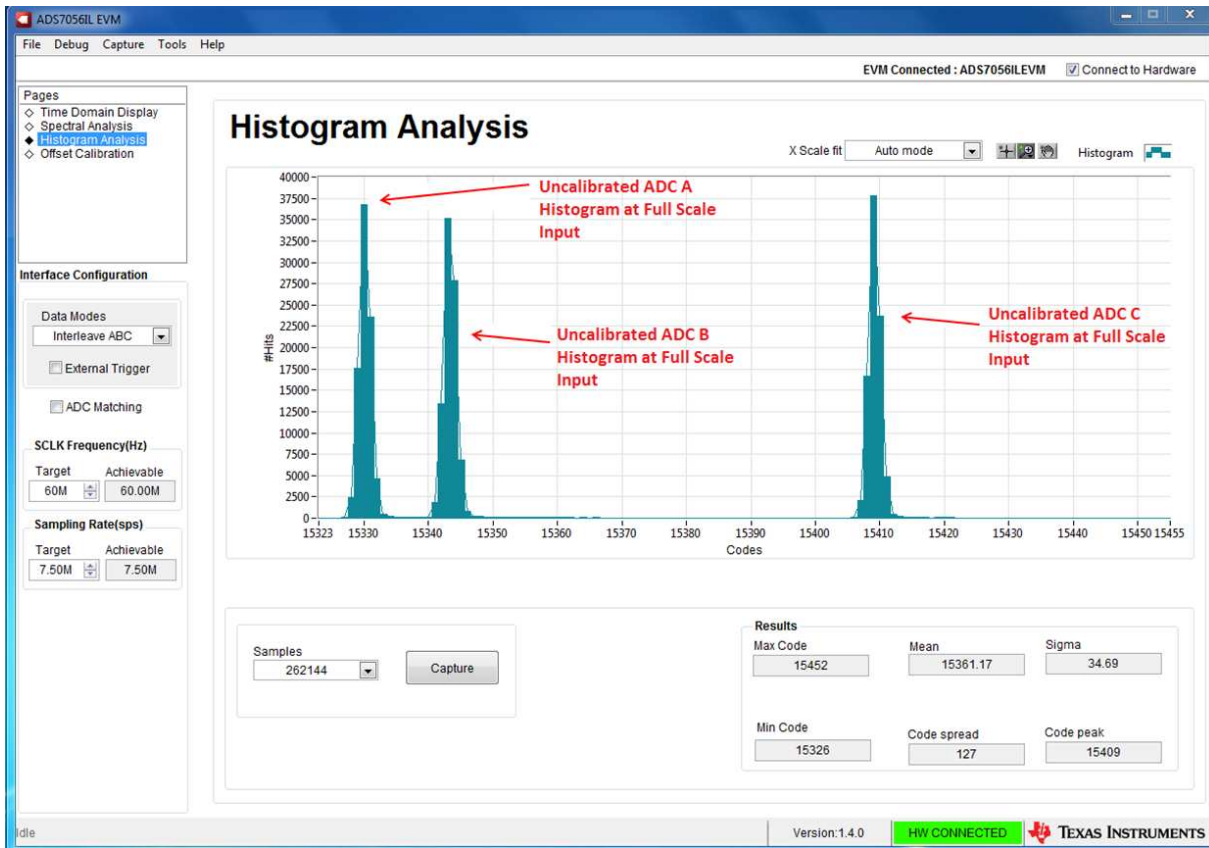 ADS7056IL EVM
File Debug Capture Tools Help
EVM Connected : ADS7056ILEVM Connect to Hardware
Pages
Time Domain Display
Spectral Analysis
Histogram Analysis
Offset Calibration
Histogram Analysis
X Scale fit Auto mode Histogram
Uncalibrated ADC A
Histogram at Full Scale
Input
Uncalibrated ADC B
Histogram at Full Scale
Input
Uncalibrated ADC C
Histogram at Full Scale
Input
#Hits
40000
37500
35000
32500
30000
27500
25000
22500
20000
17500
15000
12500
10000
7500
5000
2500
0
15323 15330 15340 15350 15360 15370 15380 15390 15400 15410 15420 15430 15440 15450 15455
Codes
Interface Configuration
Data Modes
Interleave ABC
External Trigger
ADC Matching
SCLK Frequency(Hz)
Target Achievable
60M 60.00M
Sampling Rate(sps)
Target Achievable
7.50M 7.50M
Samples
262144
Capture
Results
Max Code Mean Sigma
15452 15361.17 34.69
Min Code Code spread Code peak
15326 127 15409
Idle
Version:1.4.0
HW CONNECTED
TEXAS INSTRUMENTS